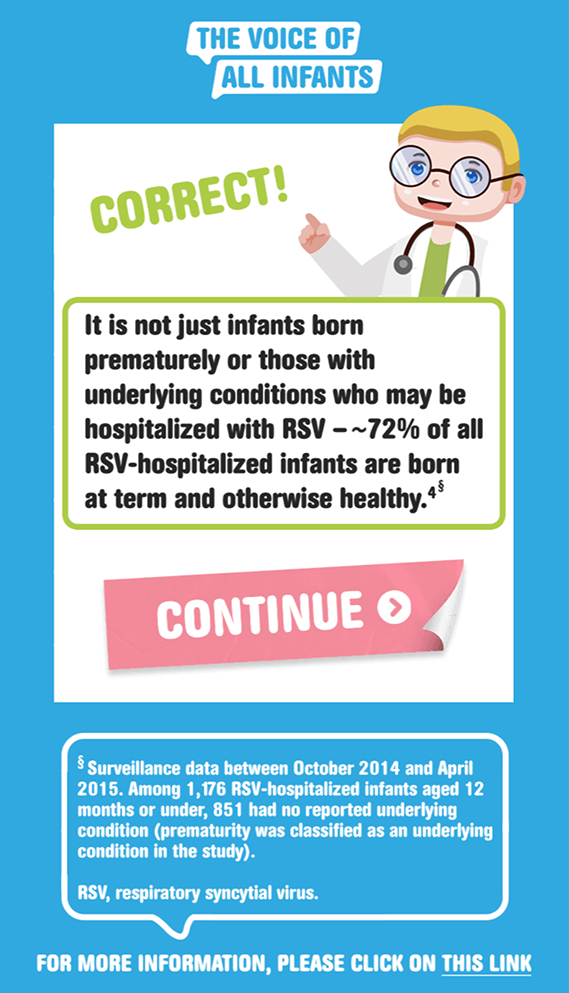 THE VOICE OF
ALL INFANTS
CORRECT!
It is not just infants born
prematurely or those with
underlying conditions who may be
hospitalized with RSV – ~72% of all
RSV-hospitalized infants are born
at term and otherwise healthy.4§
CONTINUE
§ Surveillance data between October 2014 and April
2015. Among 1,176 RSV-hospitalized infants aged 12
months or under, 851 had no reported underlying
condition (prematurity was classified as an underlying
condition in the study).
RSV, respiratory syncytial virus.
FOR MORE INFORMATION, PLEASE CLICK ON THIS LINK